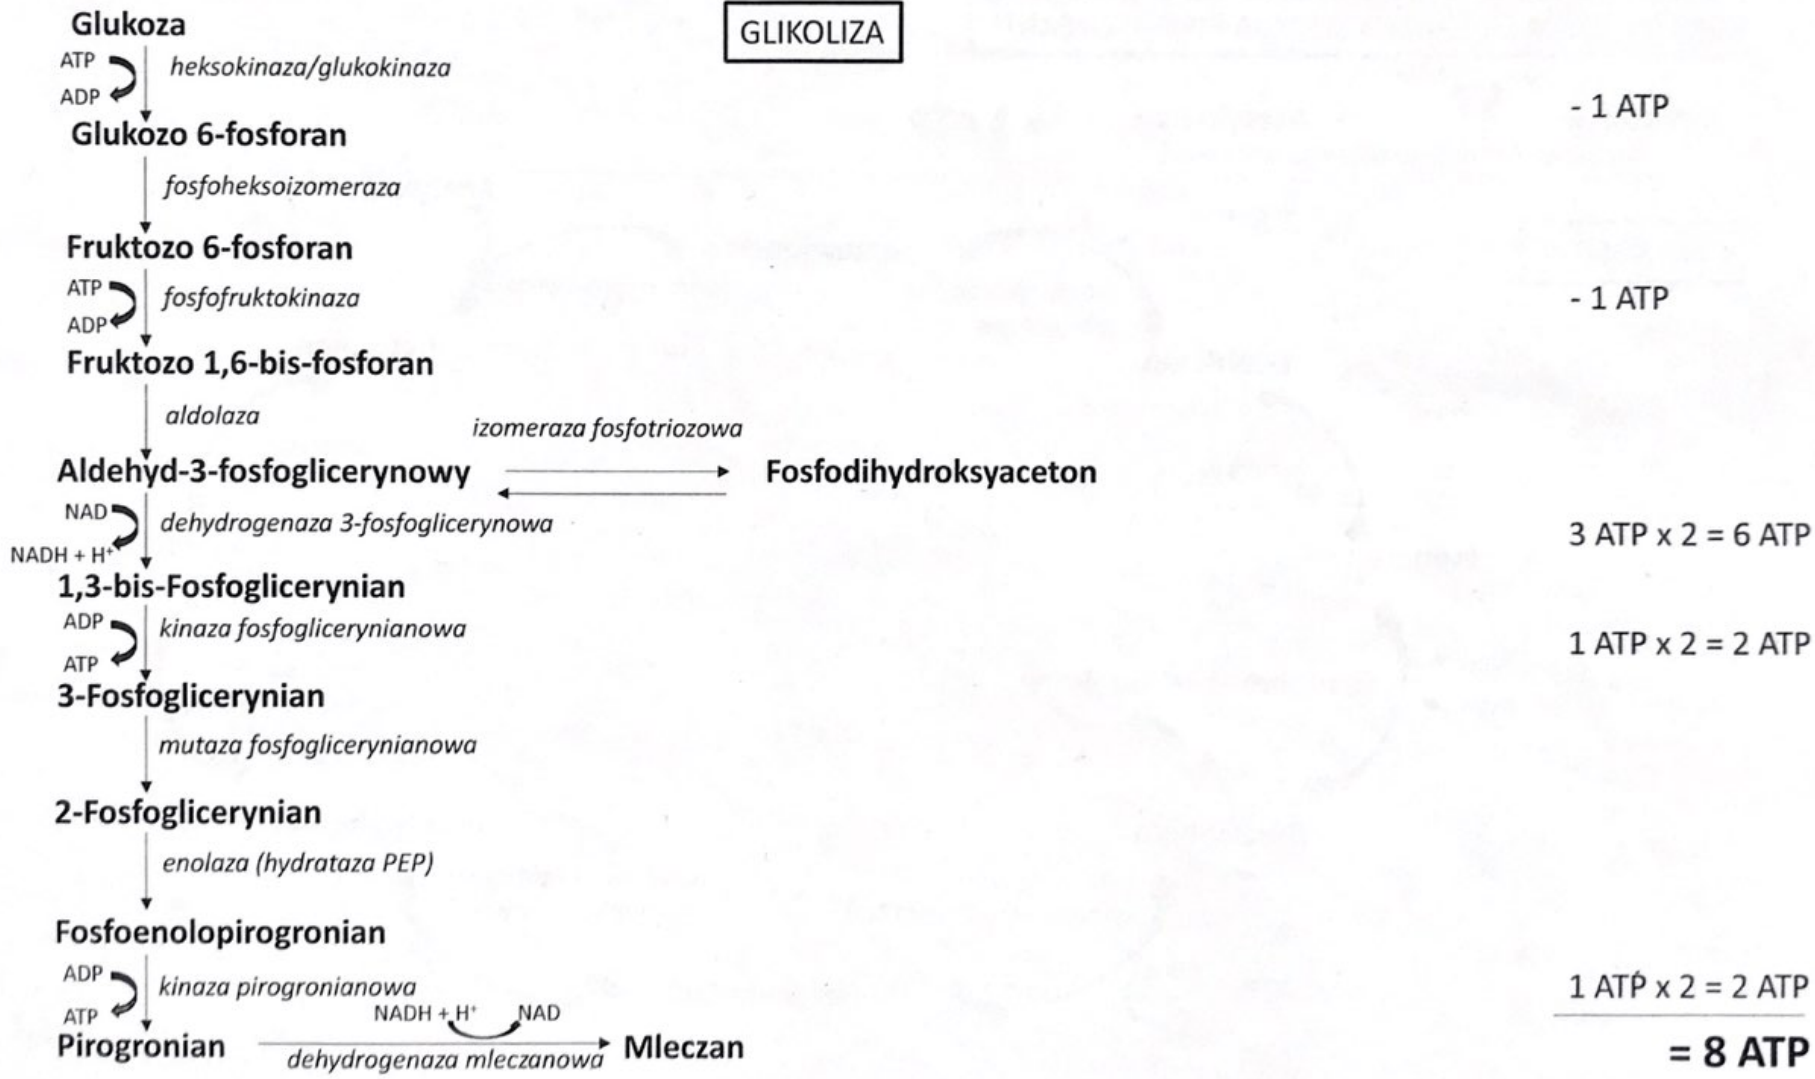 GLIKOLIZA
Glukoza
ATP
heksokinaza/glukokinaza
ADP
- 1 ATP
Glukozo 6-fosforan
fosfoheksoizomeraza
Fruktozo 6-fosforan
ATP
fosfofruktokinaza
ADP
- 1 ATP
Fruktozo 1,6-bis-fosforan
aldolaza
izomeraza fosfotriozowa
Aldehyd-3-fosfoglicerynowy
Fosfodihydroksyaceton
NAD
dehydrogenaza 3-fosfoglicerynowa
NADH + H⁺
3 ATP x 2 = 6 ATP
1,3-bis-Fosfoglicerynian
ADP
kinaza fosfoglicerynianowa
ATP
1 ATP x 2 = 2 ATP
3-Fosfoglicerynian
mutaza fosfoglicerynianowa
2-Fosfoglicerynian
enolaza (hydrataza PEP)
Fosfoenolopirogronian
ADP
kinaza pirogronianowa
ATP
1 ATP x 2 = 2 ATP
NADH + H⁺ NAD
Pirogronian
dehydrogenaza mleczanowa
Mleczan
= 8 ATP